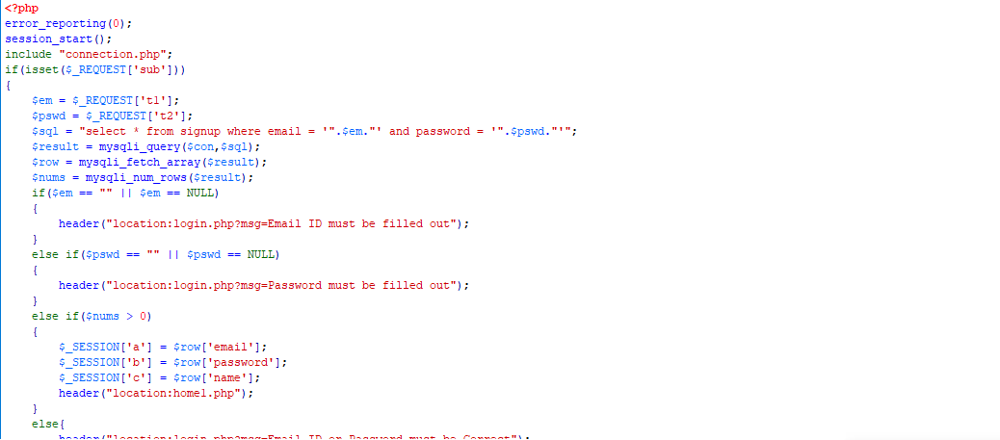 <?php
error_reporting(0);
session_start();
include "connection.php";
if(isset($_REQUEST['sub']))
{
    $em = $_REQUEST['t1'];
    $pswd = $_REQUEST['t2'];
    $sql = "select * from signup where email = '".$em."' and password = '".$pswd."'";
    $result = mysqli_query($con,$sql);
    $row = mysqli_fetch_array($result);
    $nums = mysqli_num_rows($result);
    if($em == "" || $em == NULL)
    {
        header("location:login.php?msg=Email ID must be filled out");
    }
    else if($pswd == "" || $pswd == NULL)
    {
        header("location:login.php?msg=Password must be filled out");
    }
    else if($nums > 0)
    {
        $_SESSION['a'] = $row['email'];
        $_SESSION['b'] = $row['password'];
        $_SESSION['c'] = $row['name'];
        header("location:home1.php");
    }
    else{
        header("location:login.php?msg=Email ID or Password must be Correct");